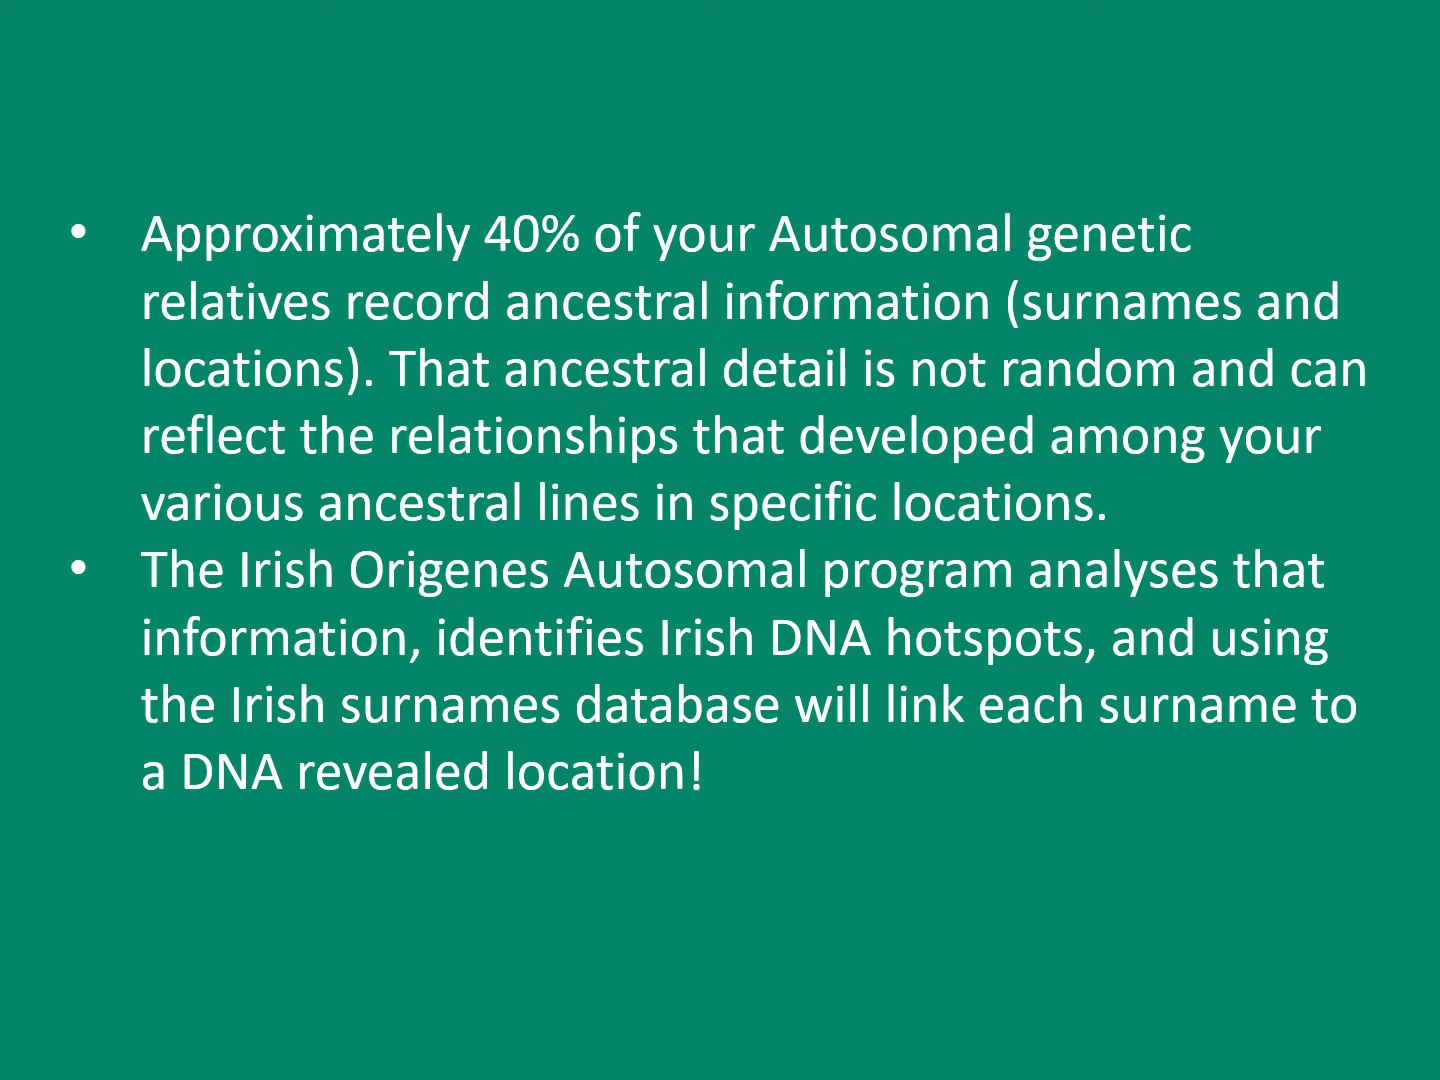 • Approximately 40% of your Autosomal genetic
relatives record ancestral information (surnames and
locations). That ancestral detail is not random and can
reflect the relationships that developed among your
various ancestral lines in specific locations.
• The Irish Origenes Autosomal program analyses that
information, identifies Irish DNA hotspots, and using
the Irish surnames database will link each surname to
a DNA revealed location!